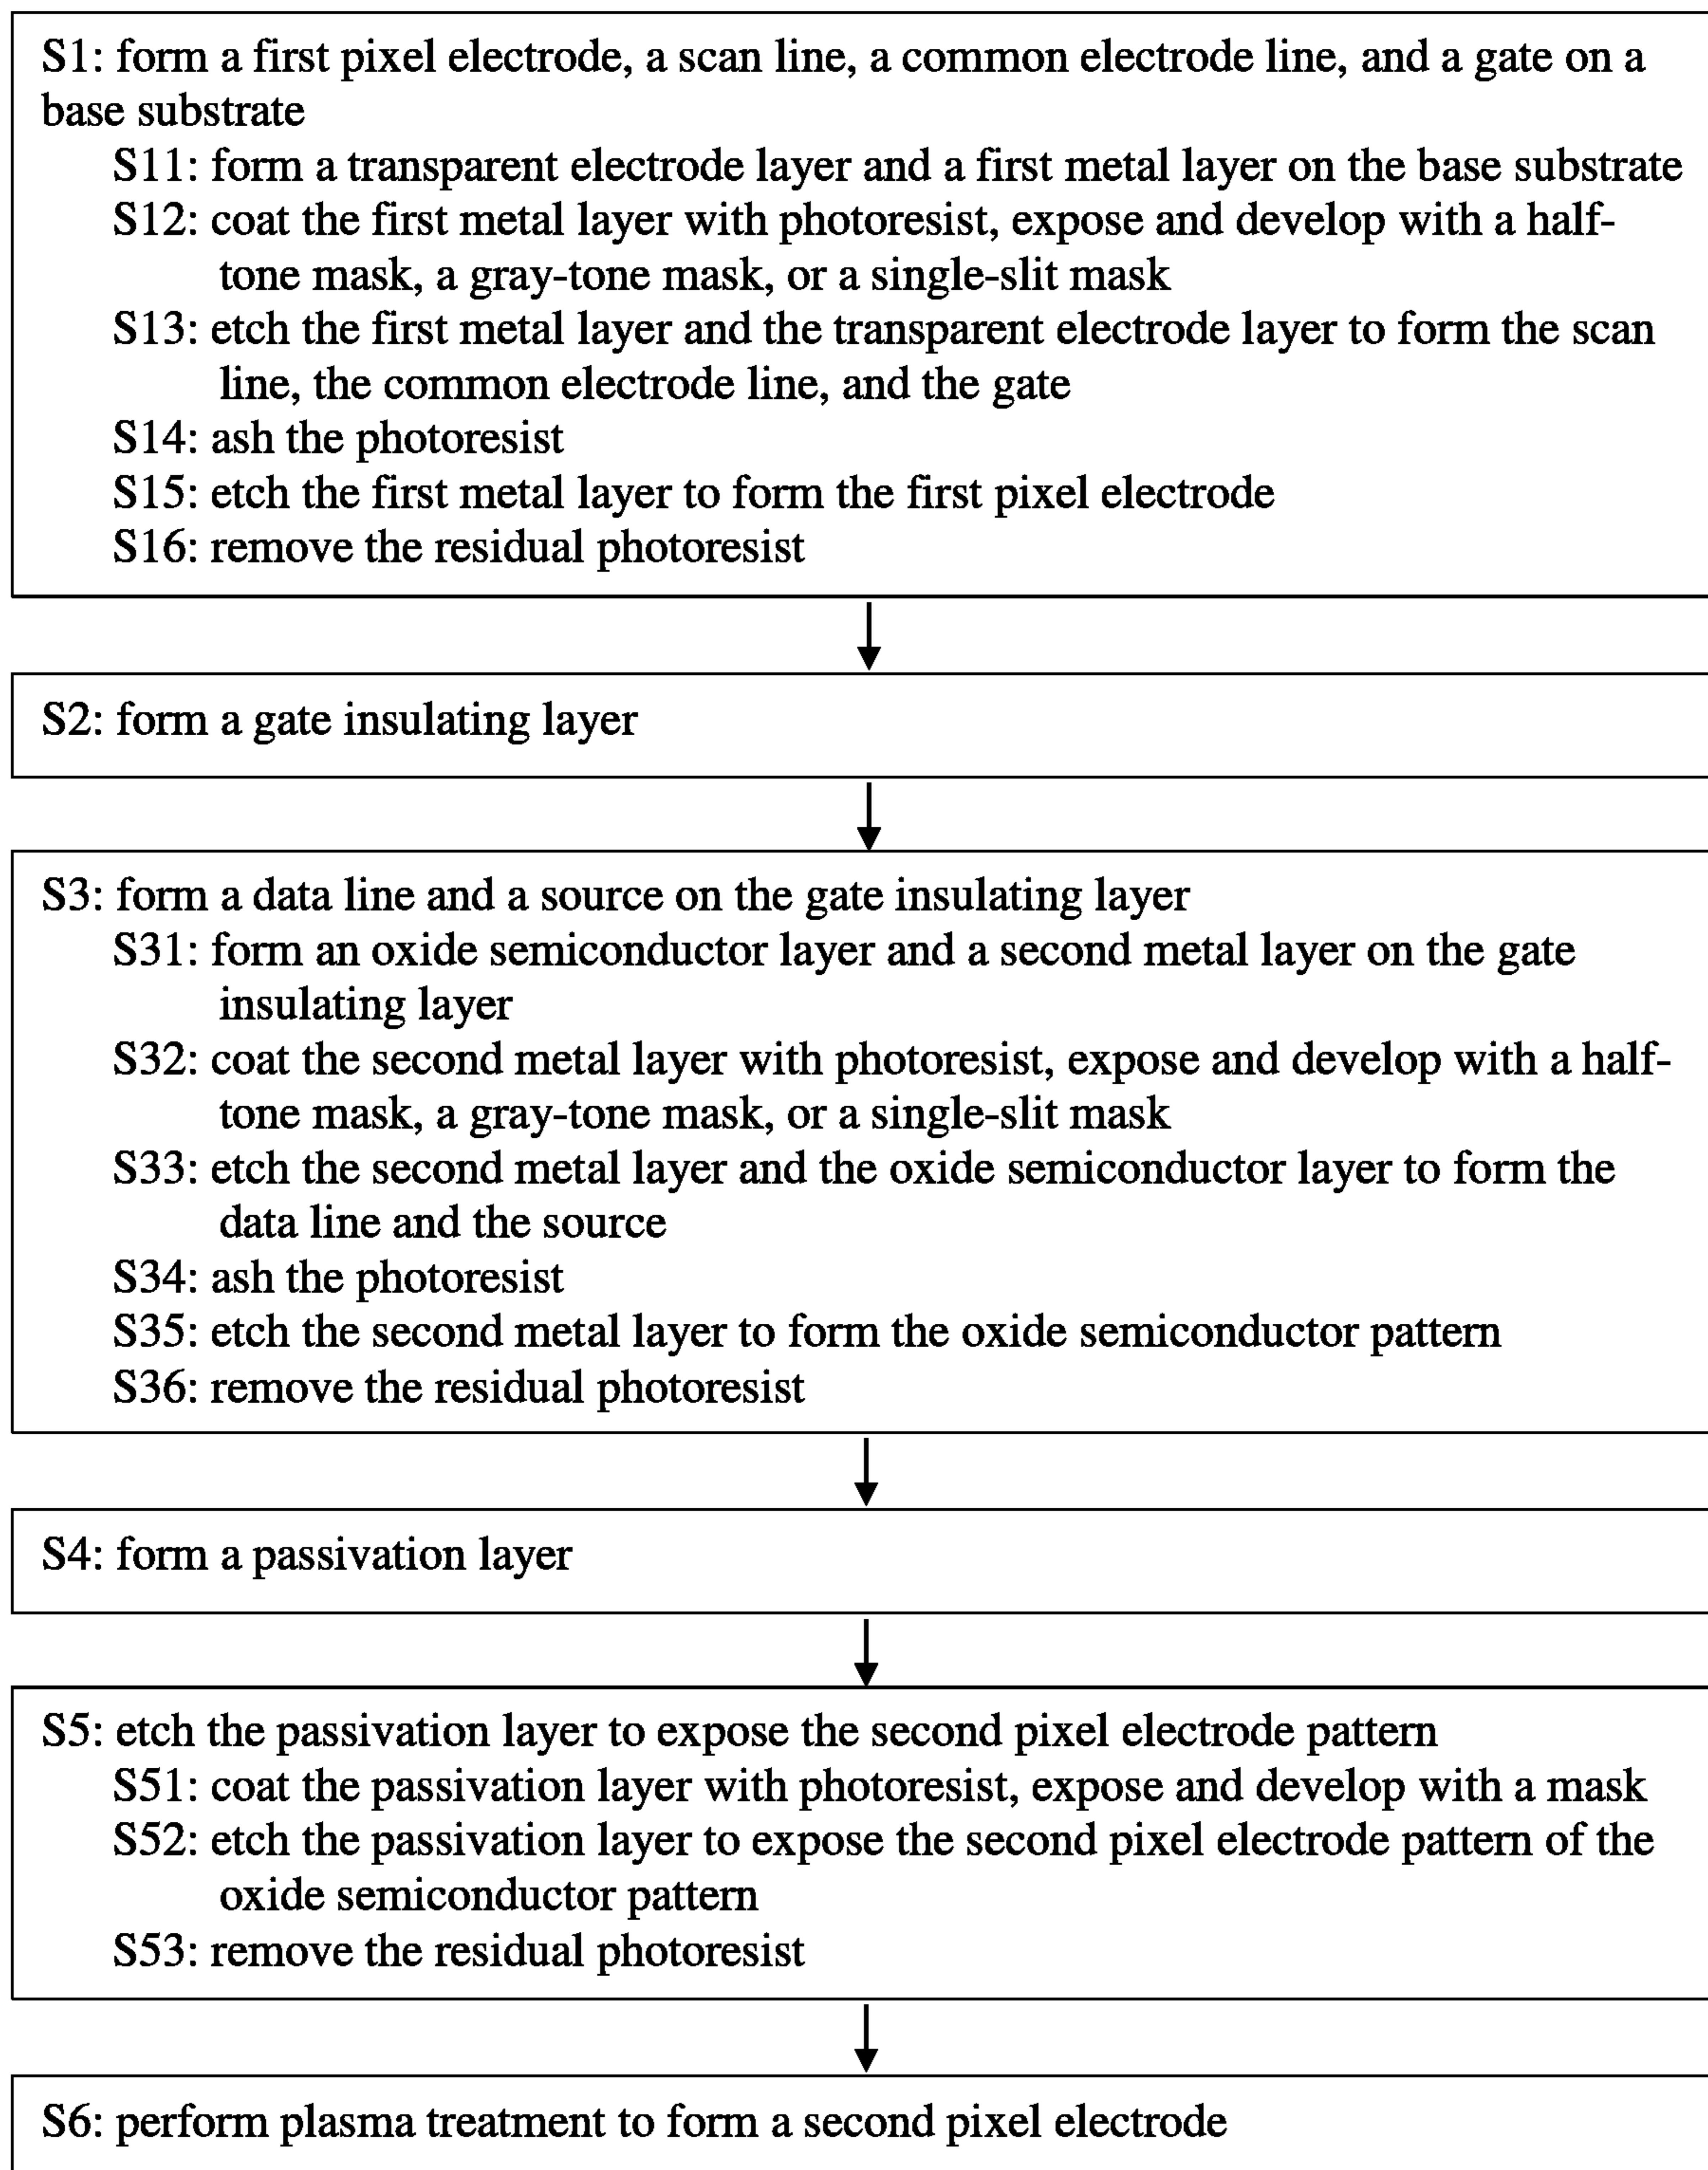 S1: form a first pixel electrode, a scan line, a common electrode line, and a gate on a
base substrate
S11: form a transparent electrode layer and a first metal layer on the base substrate
S12: coat the first metal layer with photoresist, expose and develop with a half-
tone mask, a gray-tone mask, or a single-slit mask
S13: etch the first metal layer and the transparent electrode layer to form the scan
line, the common electrode line, and the gate
S14: ash the photoresist
S15: etch the first metal layer to form the first pixel electrode
S16: remove the residual photoresist
S2: form a gate insulating layer
S3: form a data line and a source on the gate insulating layer
S31: form an oxide semiconductor layer and a second metal layer on the gate
insulating layer
S32: coat the second metal layer with photoresist, expose and develop with a half-
tone mask, a gray-tone mask, or a single-slit mask
S33: etch the second metal layer and the oxide semiconductor layer to form the
data line and the source
S34: ash the photoresist
S35: etch the second metal layer to form the oxide semiconductor pattern
S36: remove the residual photoresist
S4: form a passivation layer
S5: etch the passivation layer to expose the second pixel electrode pattern
S51: coat the passivation layer with photoresist, expose and develop with a mask
S52: etch the passivation layer to expose the second pixel electrode pattern of the
oxide semiconductor pattern
S53: remove the residual photoresist
S6: perform plasma treatment to form a second pixel electrode